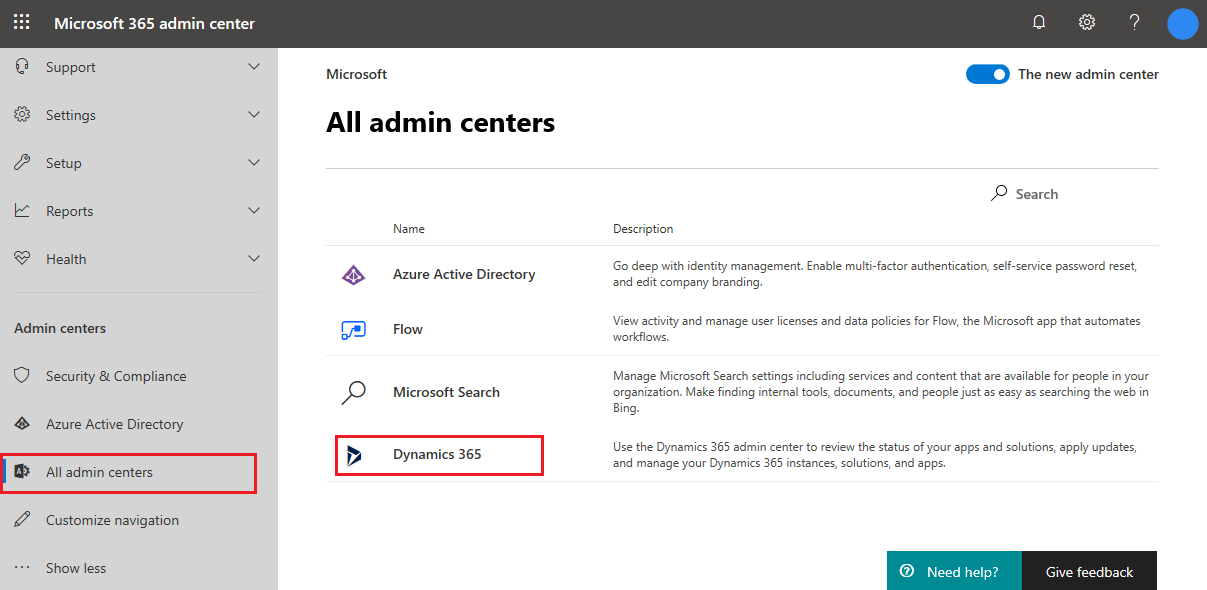 Microsoft 365 admin center
Support
Settings
Setup
Reports
Health
Admin centers
Security & Compliance
Azure Active Directory
All admin centers
Customize navigation
Show less
Microsoft
The new admin center
All admin centers
Search
Name Description
Azure Active Directory
Go deep with identity management. Enable multi-factor authentication, self-service password reset,
and edit company branding.
Flow
View activity and manage user licenses and data policies for Flow, the Microsoft app that automates
workflows.
Microsoft Search
Manage Microsoft Search settings including services and content that are available for people in your
organization. Make finding internal tools, documents, and people just as easy as searching the web in
Bing.
Dynamics 365
Use the Dynamics 365 admin center to review the status of your apps and solutions, apply updates,
and manage your Dynamics 365 instances, solutions, and apps.
Need help?
Give feedback